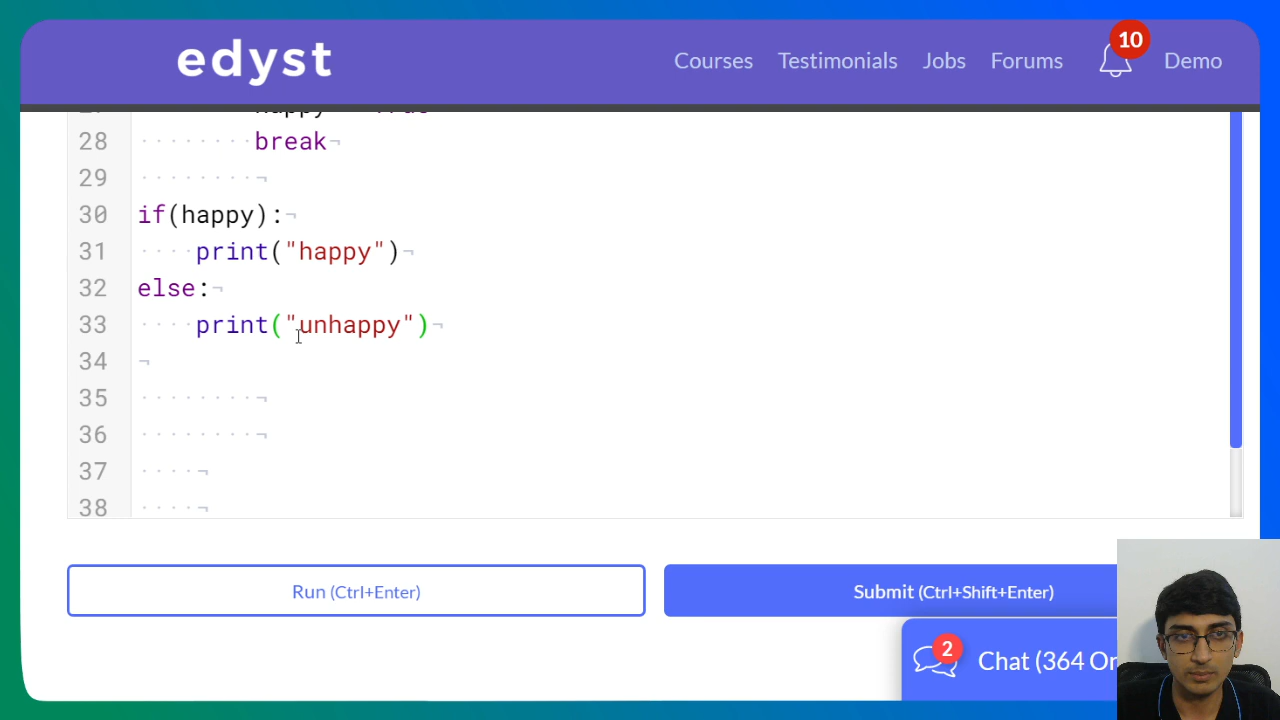 edyst
Courses Testimonials Jobs Forums 10 Demo
28 break
29
30 if(happy):
31 print("happy")
32 else:
33 print("unhappy")
34
35
36
37
38
Run (Ctrl+Enter) Submit (Ctrl+Shift+Enter)
2 Chat (364 Or